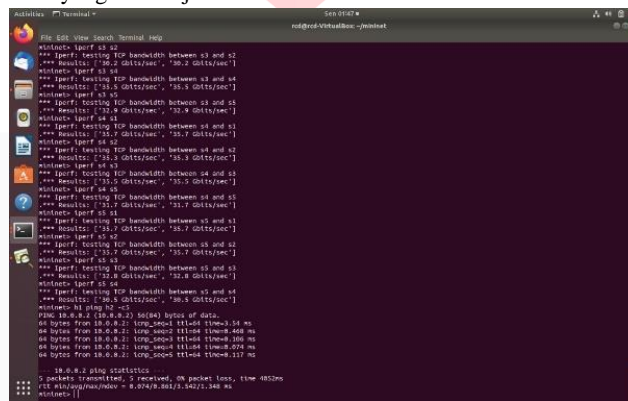 Activities Terminal Sen 01:47
rcd@rcd-VirtualBox: ~/mininet
File Edit View Search Terminal Help
mininet> iperf s3 s2
*** Iperf: testing TCP bandwidth between s3 and s2
.*** Results: ['30.2 Gbits/sec', '30.2 Gbits/sec']
mininet> iperf s3 s4
*** Iperf: testing TCP bandwidth between s3 and s4
.*** Results: ['35.5 Gbits/sec', '35.5 Gbits/sec']
mininet> iperf s3 s5
*** Iperf: testing TCP bandwidth between s3 and s5
.*** Results: ['32.9 Gbits/sec', '32.9 Gbits/sec']
mininet> iperf s4 s1
*** Iperf: testing TCP bandwidth between s4 and s1
.*** Results: ['35.7 Gbits/sec', '35.7 Gbits/sec']
mininet> iperf s4 s2
*** Iperf: testing TCP bandwidth between s4 and s2
.*** Results: ['35.3 Gbits/sec', '35.3 Gbits/sec']
mininet> iperf s4 s3
*** Iperf: testing TCP bandwidth between s4 and s3
.*** Results: ['35.5 Gbits/sec', '35.5 Gbits/sec']
mininet> iperf s4 s5
*** Iperf: testing TCP bandwidth between s4 and s5
.*** Results: ['31.7 Gbits/sec', '31.7 Gbits/sec']
mininet> iperf s5 s1
*** Iperf: testing TCP bandwidth between s5 and s1
.*** Results: ['35.7 Gbits/sec', '35.7 Gbits/sec']
mininet> iperf s5 s2
*** Iperf: testing TCP bandwidth between s5 and s2
.*** Results: ['35.7 Gbits/sec', '35.7 Gbits/sec']
mininet> iperf s5 s3
*** Iperf: testing TCP bandwidth between s5 and s3
.*** Results: ['32.8 Gbits/sec', '32.8 Gbits/sec']
mininet> iperf s5 s4
*** Iperf: testing TCP bandwidth between s5 and s4
.*** Results: ['30.5 Gbits/sec', '30.5 Gbits/sec']
mininet> h1 ping h2 -c5
PING 10.0.0.2 (10.0.0.2) 56(84) bytes of data.
64 bytes from 10.0.0.2: icmp_seq=1 ttl=64 time=3.54 ms
64 bytes from 10.0.0.2: icmp_seq=2 ttl=64 time=0.468 ms
64 bytes from 10.0.0.2: icmp_seq=3 ttl=64 time=0.106 ms
64 bytes from 10.0.0.2: icmp_seq=4 ttl=64 time=0.074 ms
64 bytes from 10.0.0.2: icmp_seq=5 ttl=64 time=0.117 ms
--- 10.0.0.2 ping statistics ---
5 packets transmitted, 5 received, 0% packet loss, time 4052ms
rtt min/avg/max/mdev = 0.074/0.861/3.542/1.348 ms
mininet>